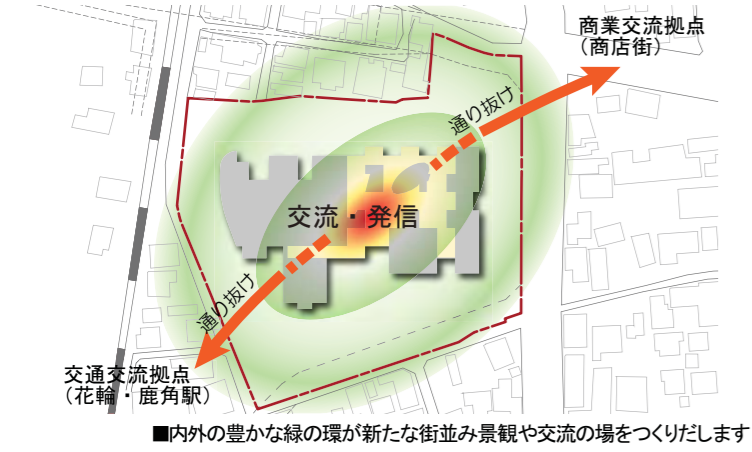 商業交流拠点
（商店街）
通り抜け
交流・発信
通り抜け
交通交流拠点
（花輪・鹿角駅）
■内外の豊かな緑の環が新たな街並み景観や交流の場をつくりだします